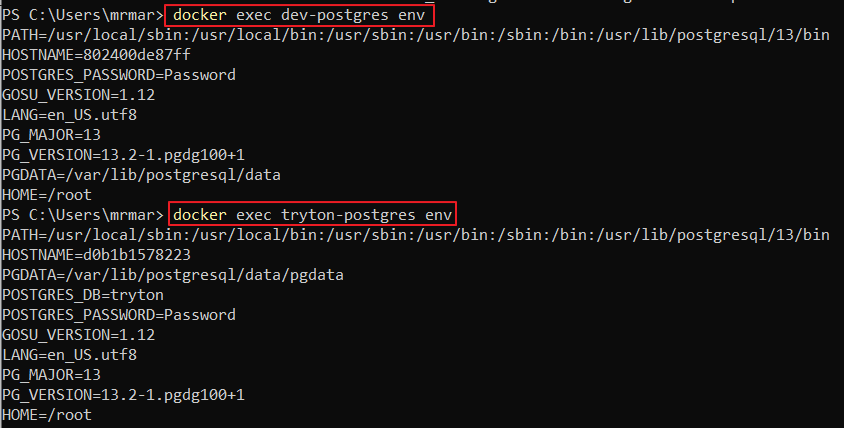 PS C:\Users\mrmar> docker exec dev-postgres env
PATH=/usr/local/sbin:/usr/local/bin:/usr/sbin:/usr/bin:/sbin:/bin:/usr/lib/postgresql/13/bin
HOSTNAME=802400de87ff
POSTGRES_PASSWORD=Password
GOSU_VERSION=1.12
LANG=en_US.utf8
PG_MAJOR=13
PG_VERSION=13.2-1.pgdg100+1
PGDATA=/var/lib/postgresql/data
HOME=/root
PS C:\Users\mrmar> docker exec tryton-postgres env
PATH=/usr/local/sbin:/usr/local/bin:/usr/sbin:/usr/bin:/sbin:/bin:/usr/lib/postgresql/13/bin
HOSTNAME=d0b1b1578223
PGDATA=/var/lib/postgresql/data/pgdata
POSTGRES_DB=tryton
POSTGRES_PASSWORD=Password
GOSU_VERSION=1.12
LANG=en_US.utf8
PG_MAJOR=13
PG_VERSION=13.2-1.pgdg100+1
HOME=/root